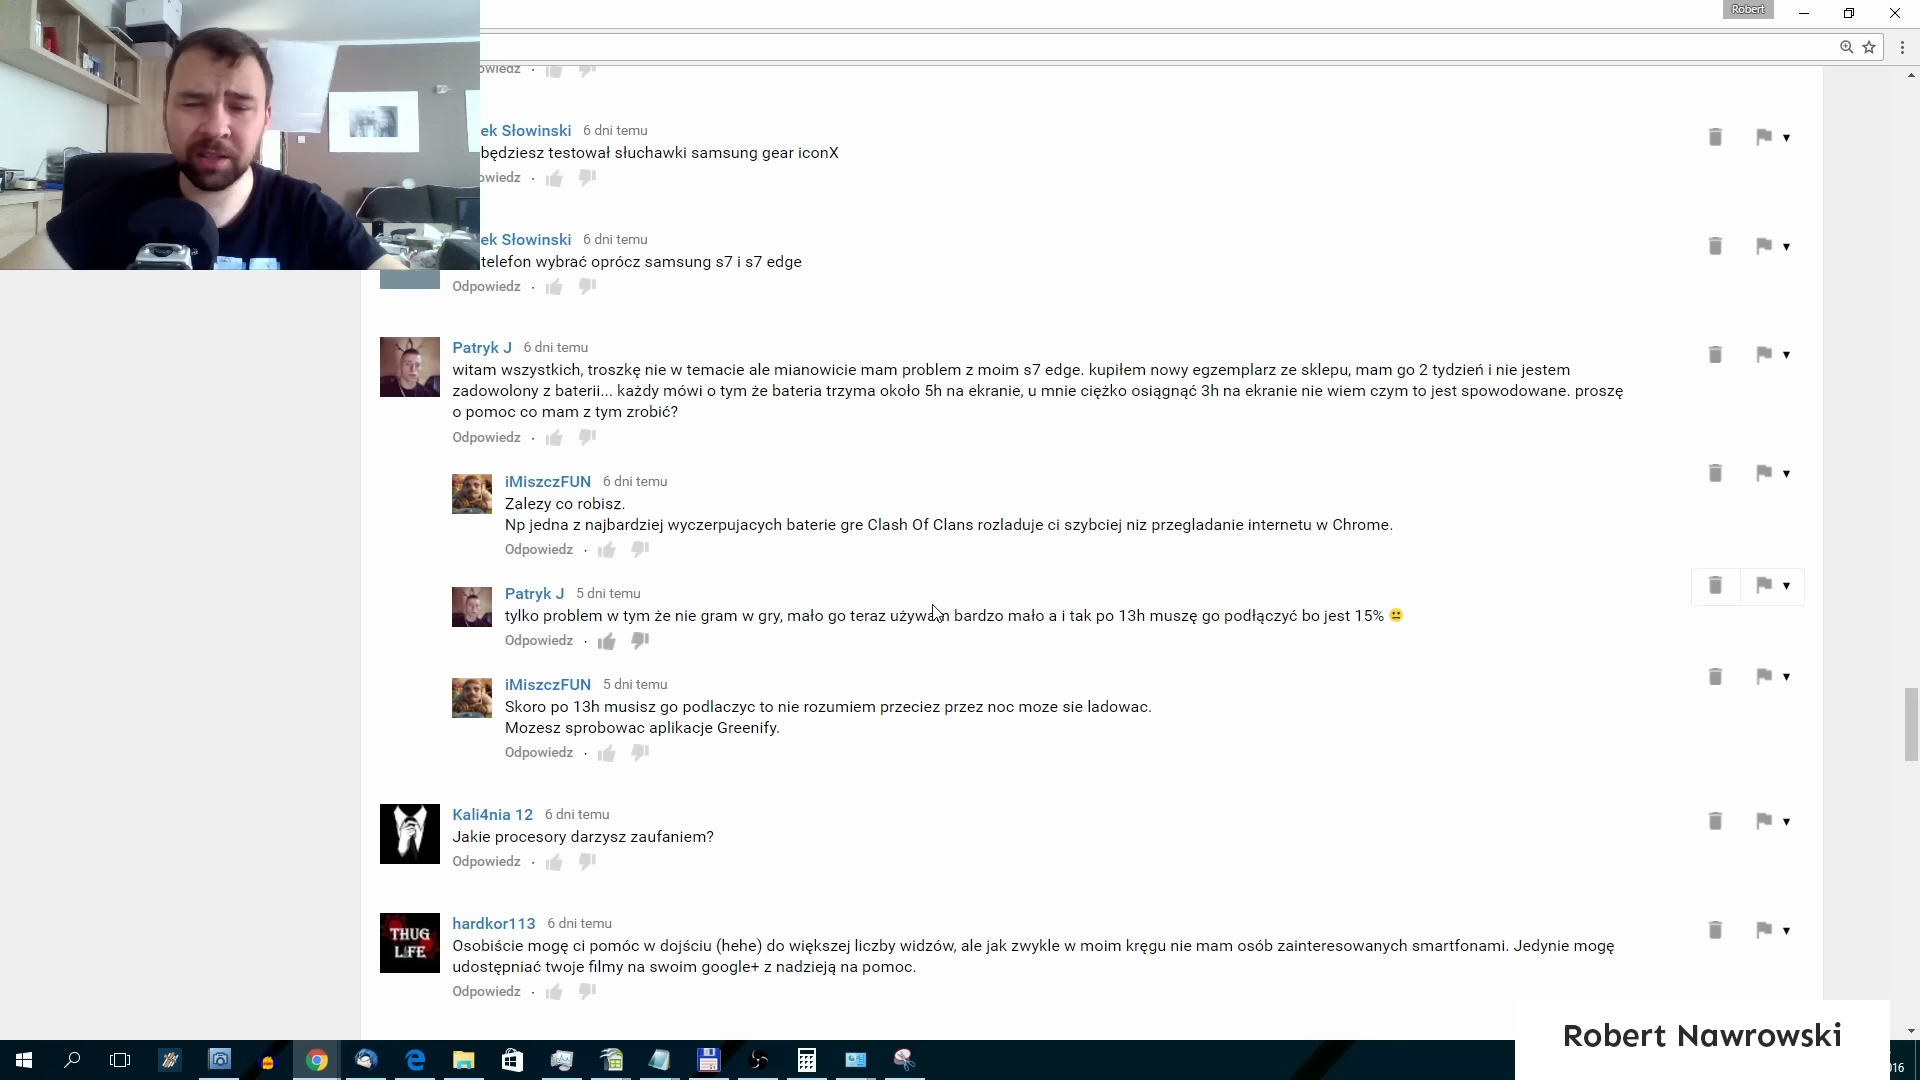 Robert
owiedz
ek Słowinski 6 dni temu
będziesz testował słuchawki samsung gear iconX
owiedz
ek Słowinski 6 dni temu
telefon wybrać oprócz samsung s7 i s7 edge
Odpowiedz
Patryk J 6 dni temu
witam wszystkich, troszkę nie w temacie ale mianowicie mam problem z moim s7 edge. kupiłem nowy egzemplarz ze sklepu, mam go 2 tydzień i nie jestem
zadowolony z baterii... każdy mówi o tym że bateria trzyma około 5h na ekranie, u mnie ciężko osiągnąć 3h na ekranie nie wiem czym to jest spowodowane. proszę
o pomoc co mam z tym zrobić?
Odpowiedz
iMiszczFUN 6 dni temu
Zalezy co robisz.
Np jedna z najbardziej wyczerpujacych baterie gre Clash Of Clans rozladuje ci szybciej niz przegladanie internetu w Chrome.
Odpowiedz
Patryk J 5 dni temu
tylko problem w tym że nie gram w gry, mało go teraz używam bardzo mało a i tak po 13h muszę go podłączyć bo jest 15% 😐
Odpowiedz
iMiszczFUN 5 dni temu
Skoro po 13h musisz go podlaczyc to nie rozumiem przeciez przez noc moze sie ladowac.
Mozesz sprobowac aplikacje Greenify.
Odpowiedz
Kali4nia 12 6 dni temu
Jakie procesory darzysz zaufaniem?
Odpowiedz
THUG
LIFE
hardkor113 6 dni temu
Osobiście mogę ci pomóc w dojściu (hehe) do większej liczby widzów, ale jak zwykle w moim kręgu nie mam osób zainteresowanych smartfonami. Jedynie mogę
udostępniać twoje filmy na swoim google+ z nadzieją na pomoc.
Odpowiedz
Robert Nawrowski
016